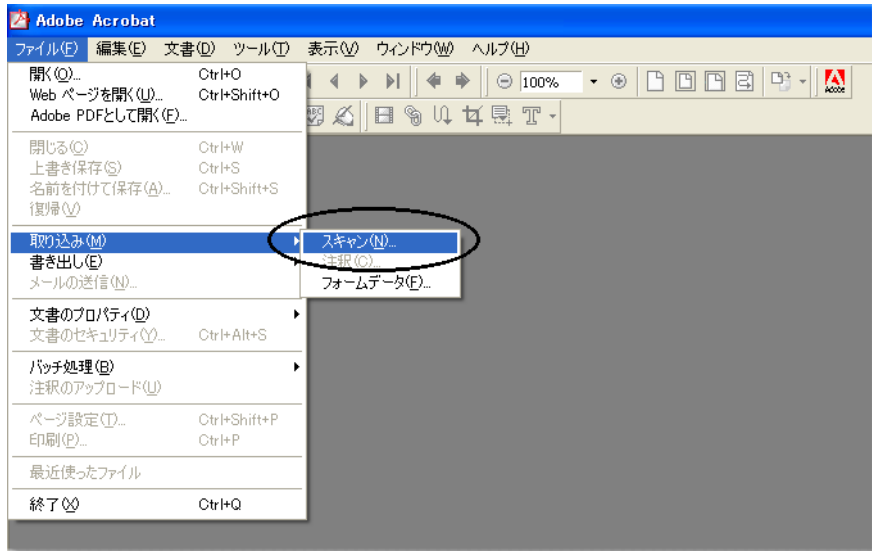 Adobe Acrobat
ファイル(F) 編集(E) 文書(D) ツール(T) 表示(V) ウィンドウ(W) ヘルプ(H)
開く(O)... Ctrl+O
Web ページを開く(U)... Ctrl+Shift+O
Adobe PDFとして開く(F)...
100%
Adobe
閉じる(C) Ctrl+W
上書き保存(S) Ctrl+S
名前を付けて保存(A)... Ctrl+Shift+S
復帰(V)
取り込み(M)
スキャン(N)...
書き出し(E)
注釈(C)...
メールの送信(N)...
フォームデータ(F)...
文書のプロパティ(D)
文書のセキュリティ(Y)... Ctrl+Alt+S
バッチ処理(B)
注釈のアップロード(U)
ページ設定(T)... Ctrl+Shift+P
印刷(P)... Ctrl+P
最近使ったファイル
終了(X) Ctrl+Q